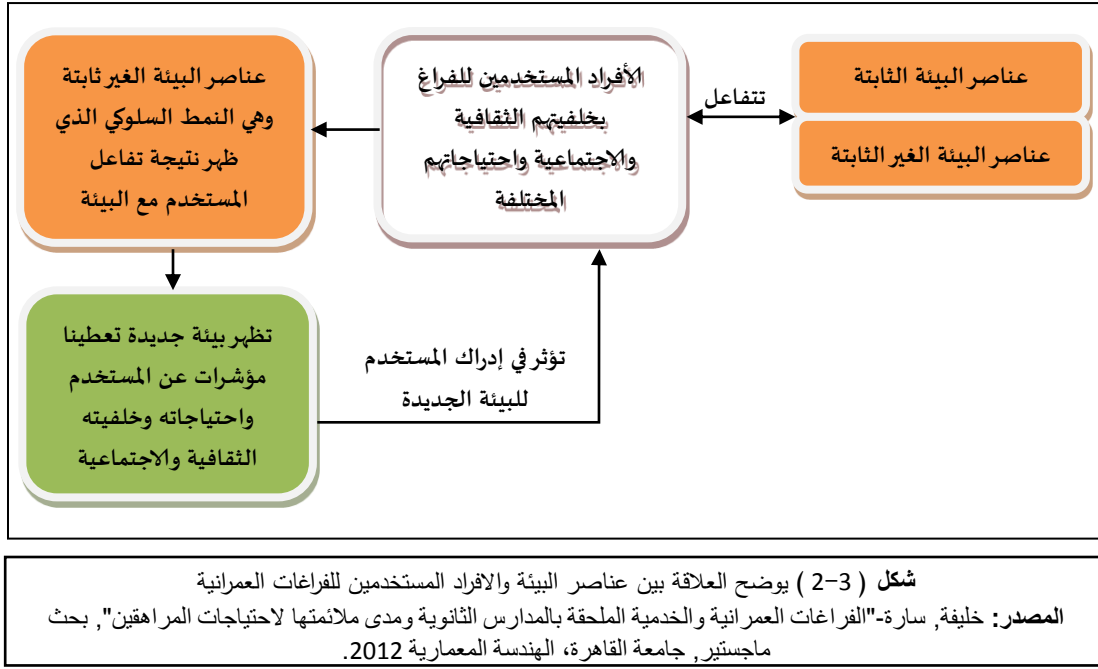 عناصر البيئة الثابتة
عناصر البيئة الغير الثابتة
تتفاعل
الأفراد المستخدمين للفراغ
بخلفيتهم الثقافية
والاجتماعية واحتياجاتهم
المختلفة
عناصر البيئة الغير ثابتة
وهي النمط السلوكي الذي
ظهر نتيجة تفاعل
المستخدم مع البيئة
تظهر بيئة جديدة تعطينا
مؤشرات عن المستخدم
واحتياجاته وخلفيته
الثقافية والاجتماعية
تؤثر في إدراك المستخدم
للبيئة الجديدة
شكل ( 3-2 ) يوضح العلاقة بين عناصر البيئة والافراد المستخدمين للفراغات العمرانية
المصدر: خليفة, سارة-"الفراغات العمرانية والخدمية الملحقة بالمدارس الثانوية ومدى ملائمتها لاحتياجات المراهقين", بحث
ماجستير, جامعة القاهرة، الهندسة المعمارية 2012.